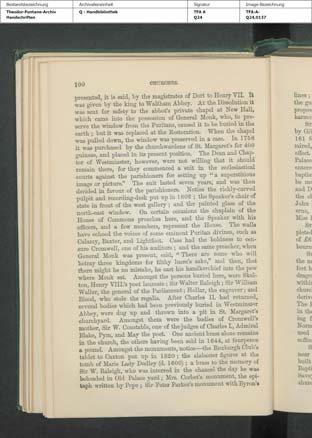 Bestandsbezeichnung
Archivalieneinheit
Signatur
Image-Bezeichnung
Theodor-Fontane-Archiv
Handschriften
Q - Handbibliothek
TFA A
Q24
TFA-A-
Q24,0137
100 CHURCHES.
presented, it is said, by the magistrates of Dort to Henry VII. It
was given by the king to Waltham Abbey. At the Dissolution it
was sent for safety to the abbot's private chapel at New Hall,
which came into the possession of General Monk, who, to pre-
serve the window from the Puritans, caused it to be buried in the
earth; but it was replaced at the Restoration. When the chapel
was pulled down, the window was preserved in a case. In 1758
it was purchased by the churchwardens of St. Margaret's for 400
guineas, and placed in its present position. The Dean and Chap-
ter of Westminster, however, were not willing that it should
remain there, for they commenced a suit in the ecclesiastical
courts against the parishioners for setting up "a superstitious
image or picture." The suit lasted seven years, and was then
decided in favour of the parishioners. Notice the richly-carved
pulpit and reading-desk put up in 1802; the Speaker's chair of
state in front of the west gallery; and the painted glass of the
north-east window. On certain occasions the chaplain of the
House of Commons preaches here, and the Speaker with his
officers, and a few members, represent the House. The walls
have echoed the voices of some eminent Puritan divines, such as
Calamy, Baxter, and Lightfoot. Case had the boldness to cen-
sure Cromwell, one of his auditors; and the same preacher, when
General Monk was present, said, "There are some who will
betray three kingdoms for filthy lucre's sake," and then, that
there might be no mistake, he cast his handkerchief into the pew
where Monk sat. Amongst the persons buried here, were Skel-
ton, Henry VIII.'s poet laureate; Sir Walter Raleigh; Sir William
Waller, the general of the Parliament; Hollar, the engraver; and
Blood, who stole the regalia. After Charles II. had returned,
several bodies which had been previously buried in Westminster
Abbey, were dug up and thrown into a pit in St. Margaret's
churchyard. Amongst them were the bodies of Cromwell's
mother, Sir W. Constable, one of the judges of Charles I., Admiral
Blake, Pym, and May the poet. One ancient bone alone remains
in the church, the others having been sold in 1644, at fourpence
a pound. Amongst the monuments, notice—the Roxburgh Club's
tablet to Caxton put up in 1820; the alabaster figures at the
tomb of Marie Lady Dudley (d. 1600); a brass to the memory of
Sir W. Raleigh, who was interred in the chancel the day he was
beheaded in Old Palace yard; Mrs. Corbet's monument, the epi-
taph written by Pope; Sir Peter Parker's monument with Byron's